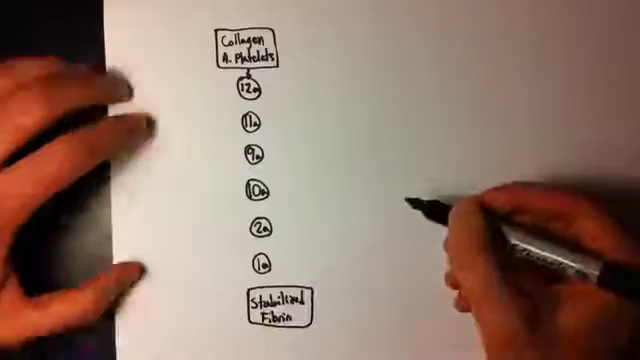 Collagen
A. Platelets
12a
11a
9a
10a
2a
1a
Stabilized
Fibrin